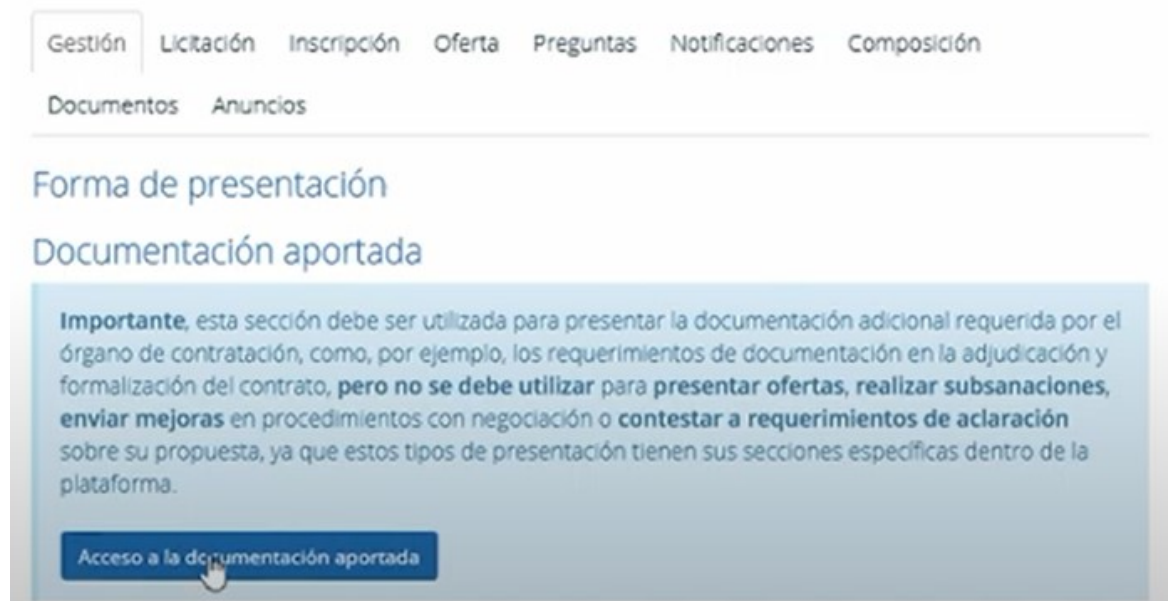 Gestión Licitación Inscripción Oferta Preguntas Notificaciones Composición
Documentos Anuncios
Forma de presentación
Documentación aportada
Importante, esta sección debe ser utilizada para presentar la documentación adicional requerida por el
órgano de contratación, como, por ejemplo, los requerimientos de documentación en la adjudicación y
formalización del contrato, pero no se debe utilizar para presentar ofertas, realizar subsanaciones,
enviar mejoras en procedimientos con negociación o contestar a requerimientos de aclaración
sobre su propuesta, ya que estos tipos de presentación tienen sus secciones específicas dentro de la
plataforma.
Acceso a la documentación aportada